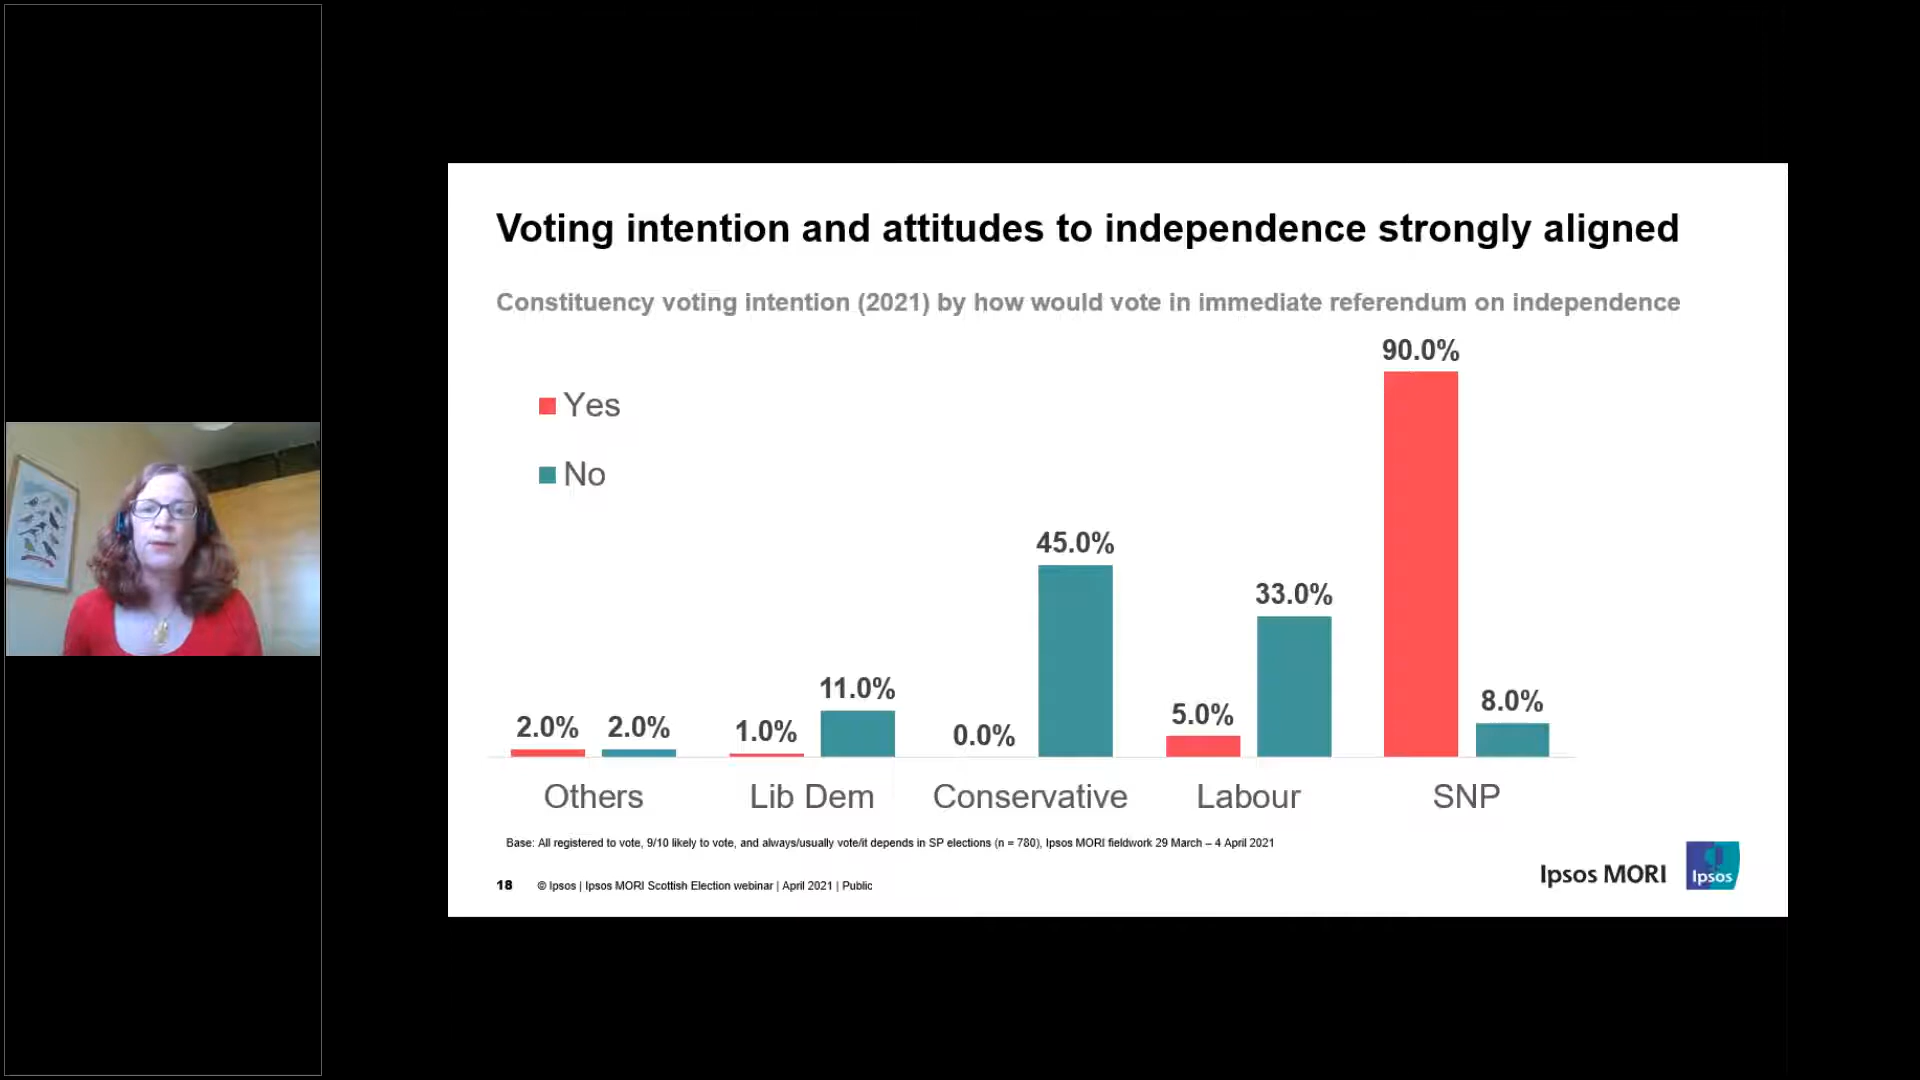 Voting intention and attitudes to independence strongly aligned
Constituency voting intention (2021) by how would vote in immediate referendum on independence
Yes
No
2.0%
2.0%
1.0%
11.0%
0.0%
45.0%
5.0%
33.0%
90.0%
8.0%
Others
Lib Dem
Conservative
Labour
SNP
Base: All registered to vote, 9/10 likely to vote, and always/usually vote/it depends in SP elections (n = 780), Ipsos MORI fieldwork 29 March – 4 April 2021
18 © Ipsos | Ipsos MORI Scottish Election webinar | April 2021 | Public
Ipsos MORI
Ipsos